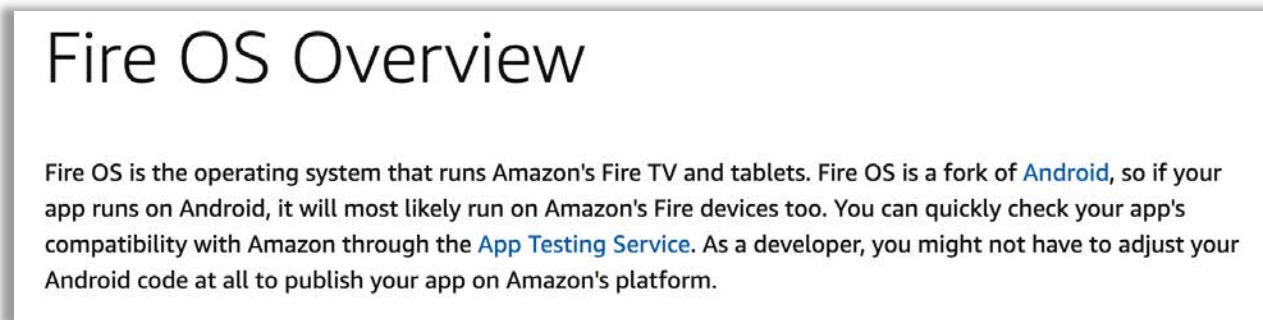 Fire OS Overview
Fire OS is the operating system that runs Amazon's Fire TV and tablets. Fire OS is a fork of Android, so if your
app runs on Android, it will most likely run on Amazon's Fire devices too. You can quickly check your app's
compatibility with Amazon through the App Testing Service. As a developer, you might not have to adjust your
Android code at all to publish your app on Amazon's platform.